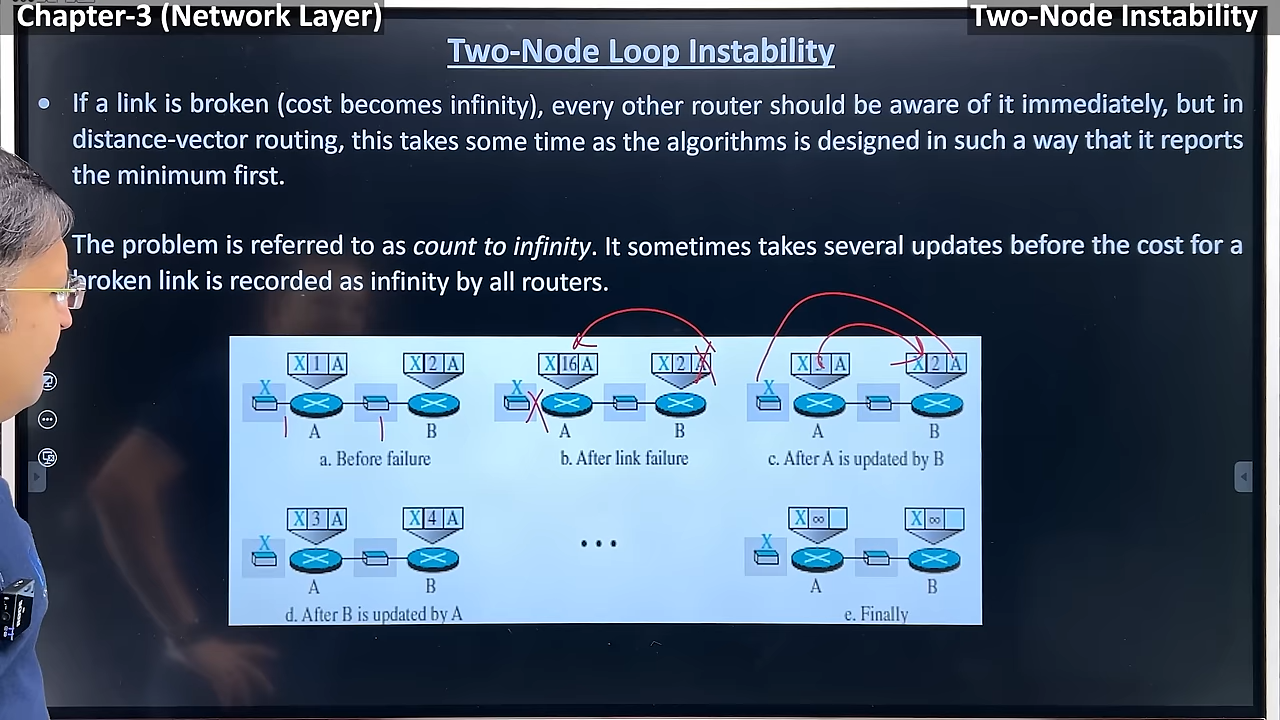 Chapter-3 (Network Layer)
Two-Node Instability
Two-Node Loop Instability
• If a link is broken (cost becomes infinity), every other router should be aware of it immediately, but in
distance-vector routing, this takes some time as the algorithms is designed in such a way that it reports
the minimum first.
The problem is referred to as count to infinity. It sometimes takes several updates before the cost for a
broken link is recorded as infinity by all routers.
X 1 A X 2 A
X
A B
a. Before failure
X 16 A X 2 A
X
A B
b. After link failure
X 3 A X 2 A
X
A B
c. After A is updated by B
X 3 A X 4 A
X
A B
d. After B is updated by A
• • •
X ∞ X ∞
X
A B
e. Finally